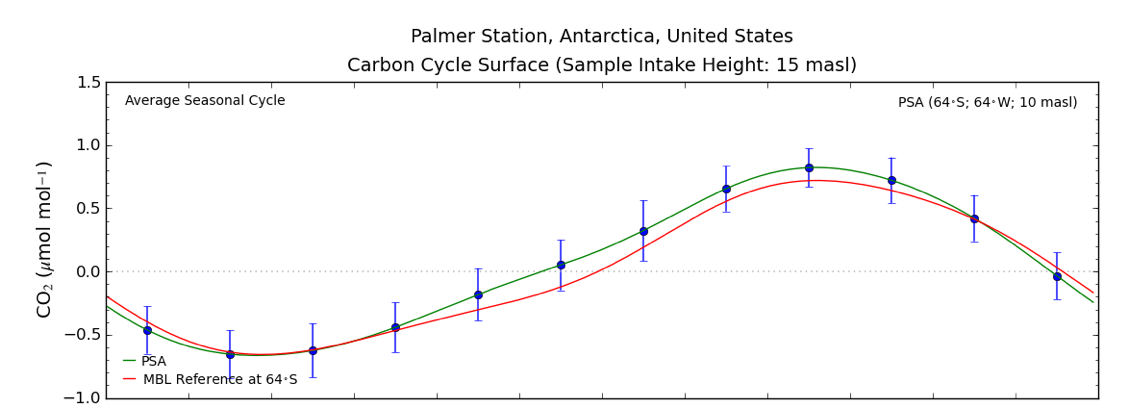 Palmer Station, Antarctica, United States
Carbon Cycle Surface (Sample Intake Height: 15 masl)
Average Seasonal Cycle
PSA (64◦S; 64◦W; 10 masl)
CO₂ (μmol mol⁻¹)
1.5
1.0
0.5
0.0
−0.5
−1.0
PSA
MBL Reference at 64◦S